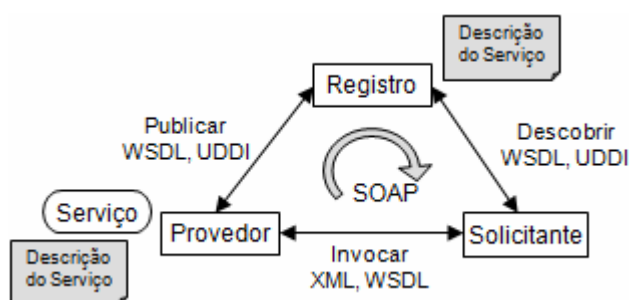 Descrição
do Serviço
Registro
Publicar
WSDL, UDDI
Descobrir
WSDL, UDDI
SOAP
Serviço
Provedor
Solicitante
Invocar
XML, WSDL
Descrição
do Serviço